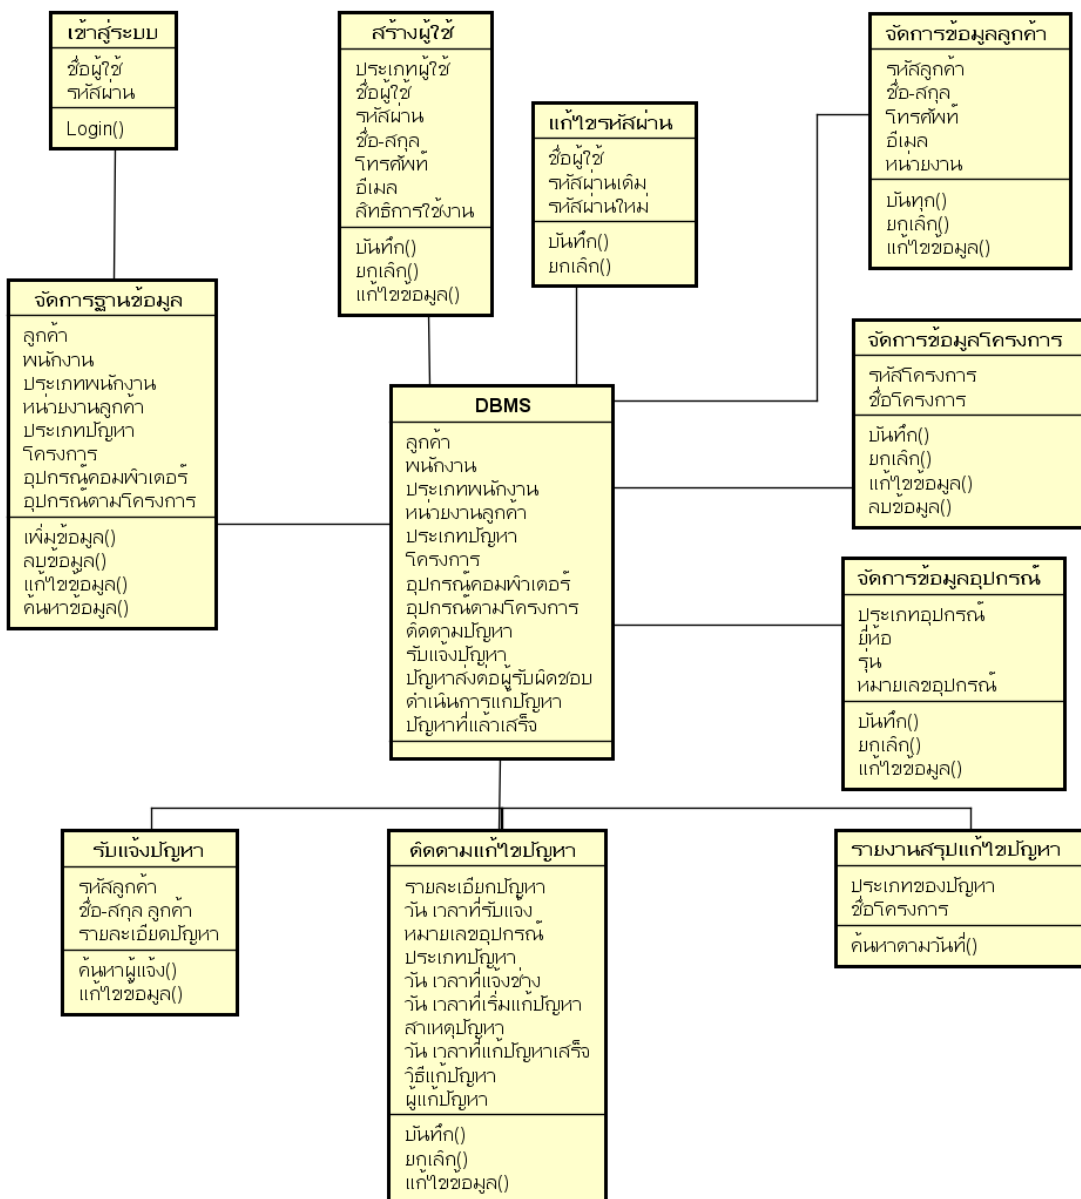 เข้าสู่ระบบ
ชื่อผู้ใช้
รหัสผ่าน
Login()
สร้างผู้ใช้
ประเภทผู้ใช้
ชื่อผู้ใช้
รหัสผ่าน
ชื่อ-สกุล
โทรศัพท์
อีเมล
สิทธิการใช้งาน
บันทึก()
ยกเลิก()
แก้ไขข้อมูล()
แก้ไขรหัสผ่าน
ชื่อผู้ใช้
รหัสผ่านเดิม
รหัสผ่านใหม่
บันทึก()
ยกเลิก()
จัดการข้อมูลลูกค้า
รหัสลูกค้า
ชื่อ-สกุล
โทรศัพท์
อีเมล
หน่วยงาน
บันทุก()
ยกเลิก()
แก้ไขข้อมูล()
จัดการฐานข้อมูล
ลูกค้า
พนักงาน
ประเภทพนักงาน
หน่วยงานลูกค้า
ประเภทปัญหา
โครงการ
อุปกรณ์คอมพิวเตอร์
อุปกรณ์ตามโครงการ
เพิ่มข้อมูล()
ลบข้อมูล()
แก้ไขข้อมูล()
ค้นหาข้อมูล()
DBMS
ลูกค้า
พนักงาน
ประเภทพนักงาน
หน่วยงานลูกค้า
ประเภทปัญหา
โครงการ
อุปกรณ์คอมพิวเตอร์
อุปกรณ์ตามโครงการ
ติดตามปัญหา
รับแจ้งปัญหา
ปัญหาส่งต่อผู้รับผิดชอบ
ดำเนินการแก้ปัญหา
ปัญหาที่แล้วเสร็จ
จัดการข้อมูลโครงการ
รหัสโครงการ
ชื่อโครงการ
บันทึก()
ยกเลิก()
แก้ไขข้อมูล()
ลบข้อมูล()
จัดการข้อมูลอุปกรณ์
ประเภทอุปกรณ์
ยี่ห้อ
รุ่น
หมายเลขอุปกรณ์
บันทึก()
ยกเลิก()
แก้ไขข้อมูล()
รับแจ้งปัญหา
รหัสลูกค้า
ชื่อ-สกุล ลูกค้า
รายละเอียดปัญหา
ค้นหาผู้แจ้ง()
แก้ไขข้อมูล()
ติดตามแก้ไขปัญหา
รายละเอียกปัญหา
วัน เวลาที่รับแจ้ง
หมายเลขอุปกรณ์
ประเภทปัญหา
วัน เวลาที่แจ้งช่าง
วัน เวลาที่เริ่มแก้ปัญหา
สาเหตุปัญหา
วัน เวลาที่แก้ปัญหาเสร็จ
วิธีแก้ปัญหา
ผู้แก้ปัญหา
บันทึก()
ยกเลิก()
แก้ไขข้อมูล()
รายงานสรุปแก้ไขปัญหา
ประเภทของปัญหา
ชื่อโครงการ
ค้นหาตามวันที่()